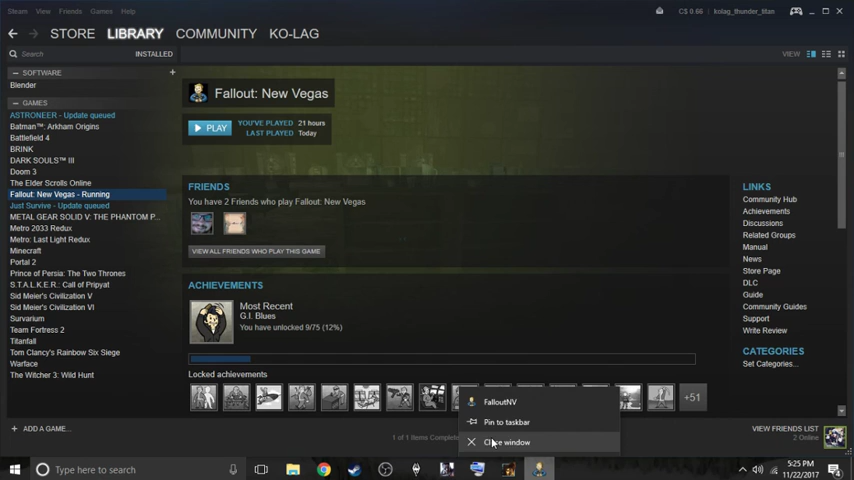 Steam View Friends Games Help
C$ 0.66 kolag_thunder_titan
STORE LIBRARY COMMUNITY KO-LAG
Search INSTALLED VIEW
SOFTWARE
Blender
GAMES
ASTRONEER - Update queued
Batman™: Arkham Origins
Battlefield 4
BRINK
DARK SOULS™ III
Doom 3
The Elder Scrolls Online
Fallout: New Vegas - Running
Just Survive - Update queued
METAL GEAR SOLID V: THE PHANTOM P...
Metro 2033 Redux
Metro: Last Light Redux
Minecraft
Portal 2
Prince of Persia: The Two Thrones
S.T.A.L.K.E.R.: Call of Pripyat
Sid Meier's Civilization V
Sid Meier's Civilization VI
Survarium
Team Fortress 2
Titanfall
Tom Clancy's Rainbow Six Siege
Warface
The Witcher 3: Wild Hunt
Fallout: New Vegas
PLAY
YOU'VE PLAYED 21 hours
LAST PLAYED Today
FRIENDS
You have 2 Friends who play Fallout: New Vegas
VIEW ALL FRIENDS WHO PLAY THIS GAME
ACHIEVEMENTS
Most Recent
G.I. Blues
You have unlocked 9/75 (12%)
Locked achievements
+51
LINKS
Community Hub
Achievements
Discussions
Related Groups
Manual
News
Store Page
DLC
Guide
Community Guides
Support
Write Review
CATEGORIES
Set Categories...
FalloutNV
Pin to taskbar
Close window
ADD A GAME...
1 of 1 Items Complete
VIEW FRIENDS LIST
2 Online
Type here to search
5:25 PM
11/22/2017
4